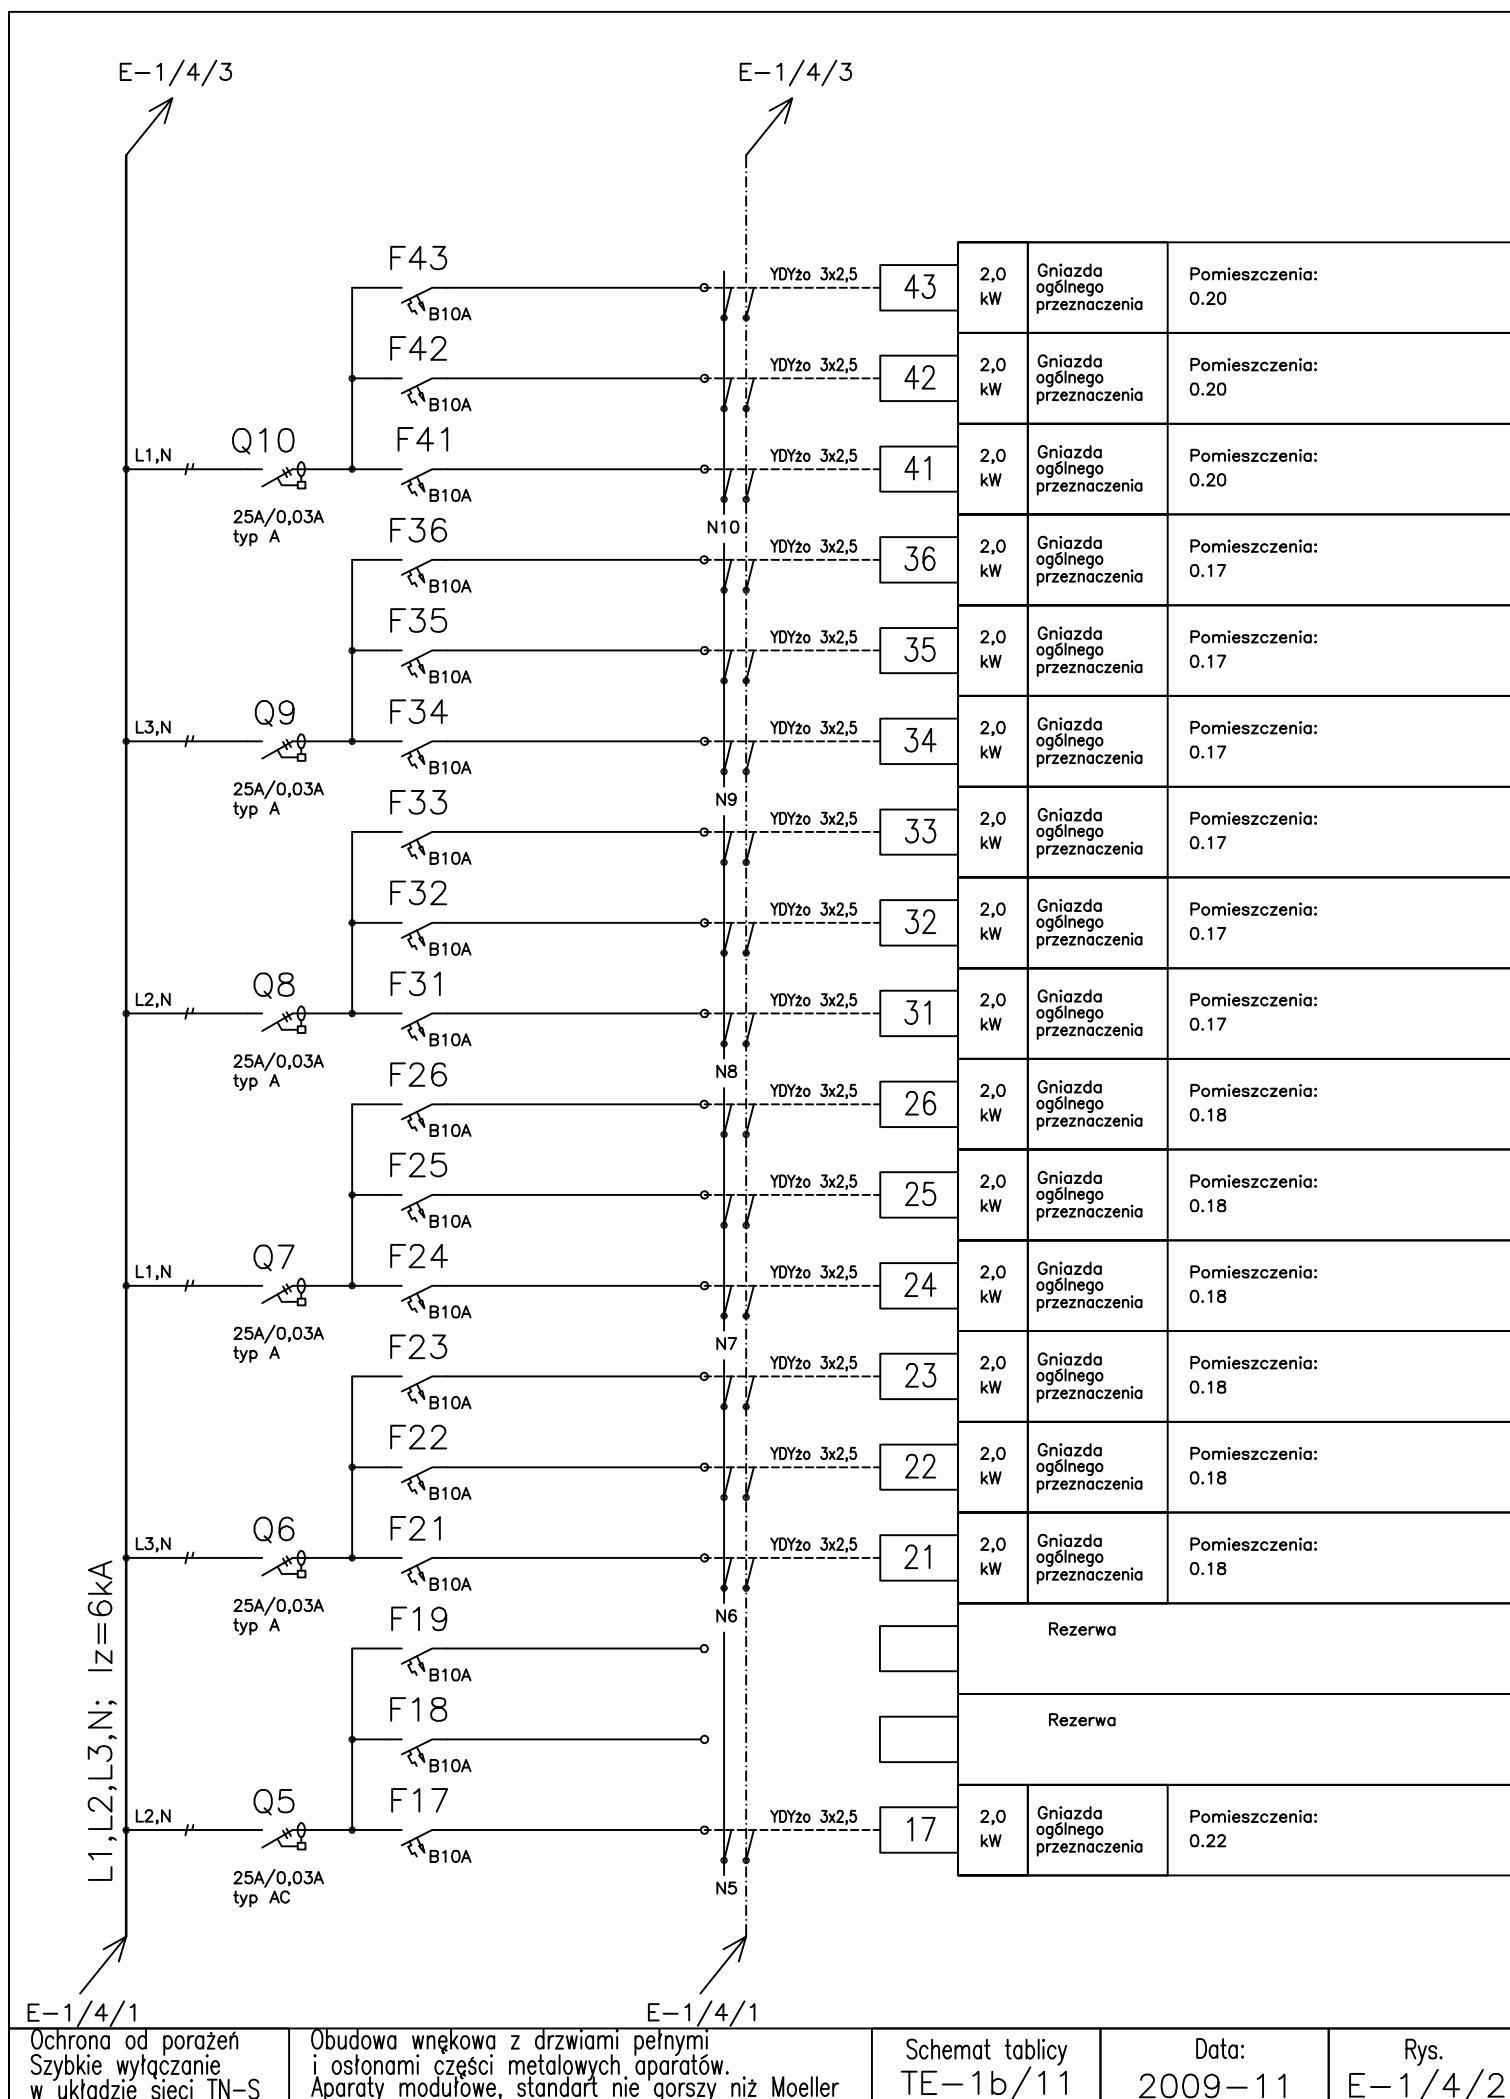 E-1/4/3
E-1/4/3
F43
B10A
YDYżo 3x2,5
43
2,0
kW
Gniazda
ogólnego
przeznaczenia
Pomieszczenia:
0.20
F42
B10A
YDYżo 3x2,5
42
2,0
kW
Gniazda
ogólnego
przeznaczenia
Pomieszczenia:
0.20
L1,N
Q10
25A/0,03A
typ A
F41
B10A
N10
YDYżo 3x2,5
41
2,0
kW
Gniazda
ogólnego
przeznaczenia
Pomieszczenia:
0.20
F36
B10A
YDYżo 3x2,5
36
2,0
kW
Gniazda
ogólnego
przeznaczenia
Pomieszczenia:
0.17
F35
B10A
YDYżo 3x2,5
35
2,0
kW
Gniazda
ogólnego
przeznaczenia
Pomieszczenia:
0.17
L3,N
Q9
25A/0,03A
typ A
F34
B10A
N9
YDYżo 3x2,5
34
2,0
kW
Gniazda
ogólnego
przeznaczenia
Pomieszczenia:
0.17
F33
B10A
YDYżo 3x2,5
33
2,0
kW
Gniazda
ogólnego
przeznaczenia
Pomieszczenia:
0.17
F32
B10A
YDYżo 3x2,5
32
2,0
kW
Gniazda
ogólnego
przeznaczenia
Pomieszczenia:
0.17
L2,N
Q8
25A/0,03A
typ A
F31
B10A
N8
YDYżo 3x2,5
31
2,0
kW
Gniazda
ogólnego
przeznaczenia
Pomieszczenia:
0.17
F26
B10A
YDYżo 3x2,5
26
2,0
kW
Gniazda
ogólnego
przeznaczenia
Pomieszczenia:
0.18
F25
B10A
YDYżo 3x2,5
25
2,0
kW
Gniazda
ogólnego
przeznaczenia
Pomieszczenia:
0.18
L1,N
Q7
25A/0,03A
typ A
F24
B10A
N7
YDYżo 3x2,5
24
2,0
kW
Gniazda
ogólnego
przeznaczenia
Pomieszczenia:
0.18
F23
B10A
YDYżo 3x2,5
23
2,0
kW
Gniazda
ogólnego
przeznaczenia
Pomieszczenia:
0.18
F22
B10A
YDYżo 3x2,5
22
2,0
kW
Gniazda
ogólnego
przeznaczenia
Pomieszczenia:
0.18
L3,N
Q6
25A/0,03A
typ A
F21
B10A
N6
YDYżo 3x2,5
21
2,0
kW
Gniazda
ogólnego
przeznaczenia
Pomieszczenia:
0.18
F19
B10A
Rezerwa
F18
B10A
Rezerwa
L2,N
Q5
25A/0,03A
typ AC
F17
B10A
N5
YDYżo 3x2,5
17
2,0
kW
Gniazda
ogólnego
przeznaczenia
Pomieszczenia:
0.22
L1,L2,L3,N; Iz=6kA
E-1/4/1
E-1/4/1
Ochrona od porażeń
Szybkie wyłączanie
w układzie sieci TN-S
Obudowa wnękowa z drzwiami pełnymi
i osłonami części metalowych aparatów.
Aparaty modułowe, standart nie gorszy niż Moeller
Schemat tablicy
TE-1b/11
Data:
2009-11
Rys.
E-1/4/2